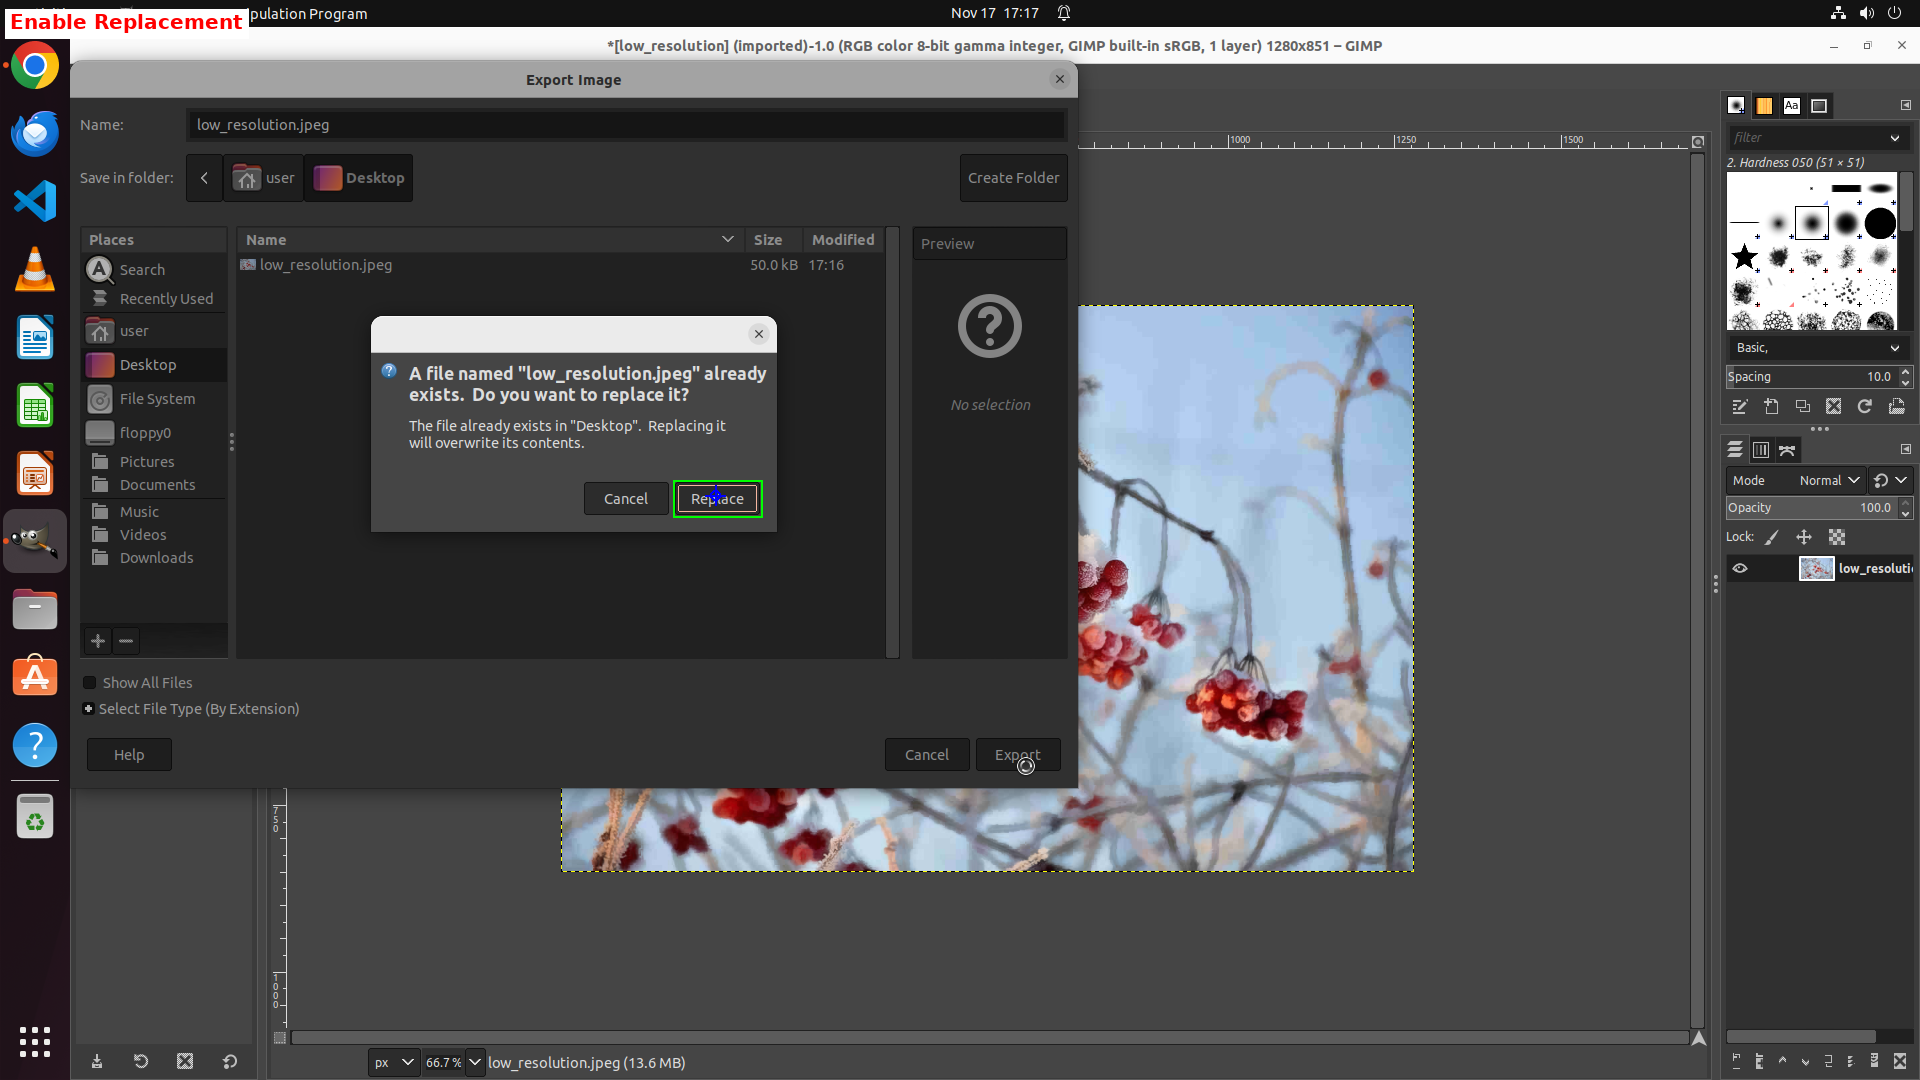 Enable Replacement
pulation Program
Nov 17 17:17
*[low_resolution] (imported)-1.0 (RGB color 8-bit gamma integer, GIMP built-in sRGB, 1 layer) 1280x851 – GIMP
Export Image
Name:
low_resolution.jpeg
Save in folder:
user
Desktop
Create Folder
Places
Search
Recently Used
user
Desktop
File System
floppy0
Pictures
Documents
Music
Videos
Downloads
Name
Size
Modified
low_resolution.jpeg
50.0 kB
17:16
Preview
No selection
A file named "low_resolution.jpeg" already
exists. Do you want to replace it?
The file already exists in "Desktop". Replacing it
will overwrite its contents.
Cancel
Replace
Show All Files
Select File Type (By Extension)
Help
Cancel
Export
1000
1250
1500
750
1000
px
66.7 %
low_resolution.jpeg (13.6 MB)
Aa
filter
2. Hardness 050 (51 × 51)
Basic,
Spacing
10.0
Mode
Normal
Opacity
100.0
Lock:
low_resoluti